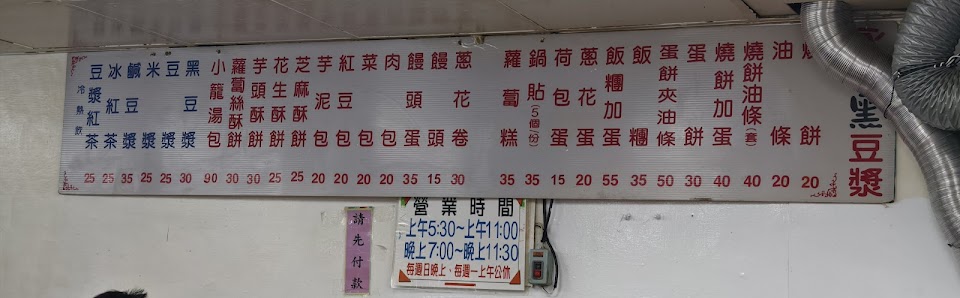 黑豆漿
燒餅 20
油條 20
燒餅油條(套) 40
燒餅加蛋 40
蛋餅 30
蛋餅夾油條 50
飯糰 35
飯糰加蛋 55
蔥花蛋 20
荷包蛋 15
鍋貼(5個1份) 35
蘿蔔糕 35
蔥花卷 30
饅頭 15
饅頭蛋 35
肉包 20
菜包 20
紅豆包 20
芋泥包 20
芝麻酥餅 25
花生酥餅 25
芋頭酥餅 30
蘿蔔絲酥餅 30
小籠湯包 90
黑豆漿 30
豆漿 25
米漿 25
鹹豆漿 35
冰紅茶 25
豆漿紅茶 25
冷熱飲
請先付款
營業時間
上午5:30~上午11:00
晚上7:00~晚上11:30
每週日晚上、每週一上午公休